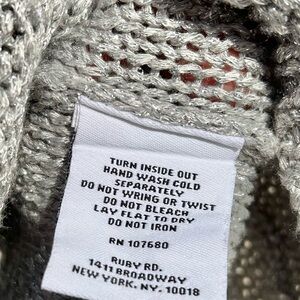 TURN INSIDE OUT
HAND WASH COLD
SEPARATELY
DO NOT WRING OR TWIST
DO NOT BLEACH
LAY FLAT TO DRY
DO NOT IRON
RN 107680
RUBY RD.
1411 BROADWAY
NEW YORK, NY. 10018